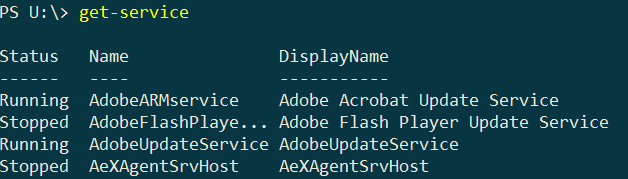 PS U:\> get-service
Status Name DisplayName
------ ---- -----------
Running AdobeARMservice Adobe Acrobat Update Service
Stopped AdobeFlashPlaye... Adobe Flash Player Update Service
Running AdobeUpdateService AdobeUpdateService
Stopped AeXAgentSrvHost AeXAgentSrvHost